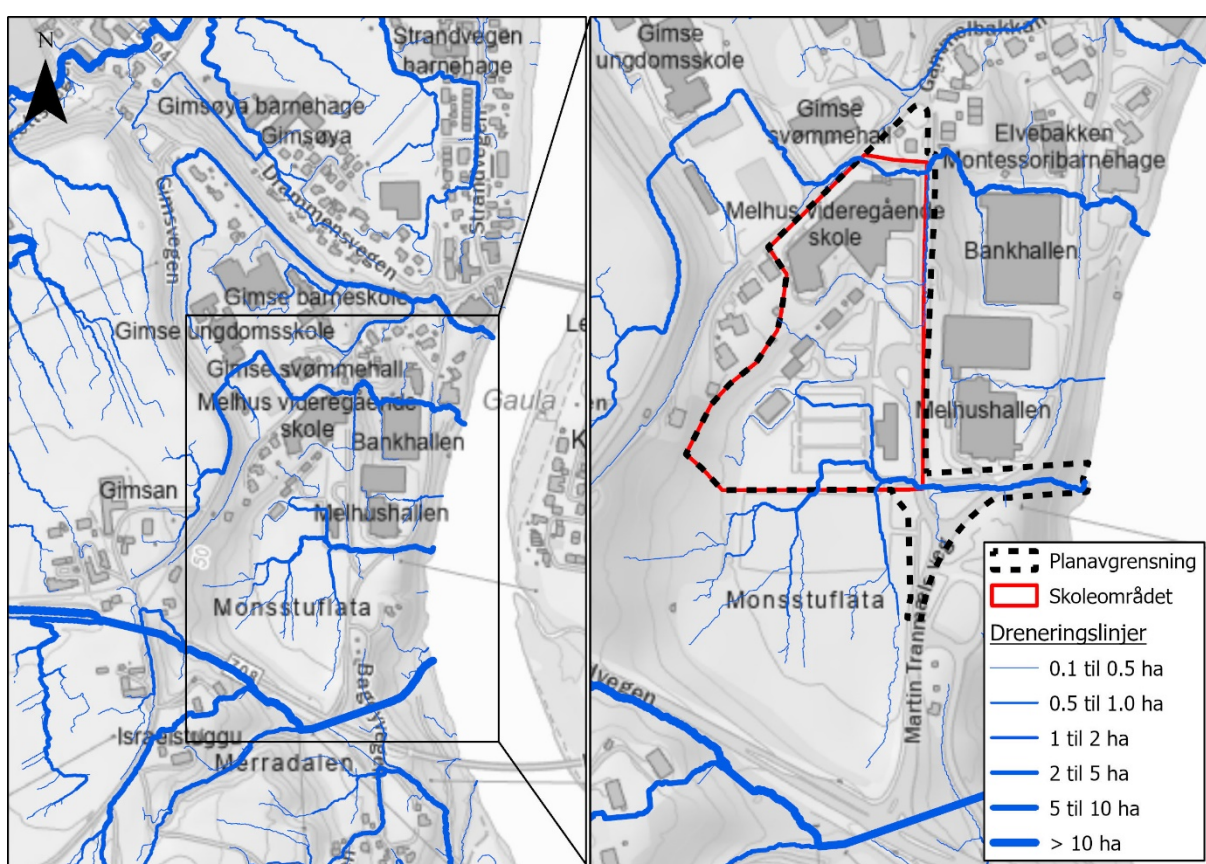 N
Strandvegen
barnehage
Gimsøya barnehage
Gimsøya
Drammensvegen
Strandvegen
Gimsvegen
Gimse barneskole
Gimse ungdomsskole
Gimse svømmehall
Melhus videregående
skole
Bankhallen
Gaula
Gimsan
Melhushallen
50
Monsstuflata
708
Israelstuggu
Merradalen
Gimse
ungdomsskole
Gammelbakkan
Gimse
svømmehall
Elvebakken
Montessoribarnehage
Melhus videregående
skole
Bankhallen
Melhushallen
Monsstuflata
Planavgrensning
Skoleområdet
Dreneringslinjer
0.1 til 0.5 ha
0.5 til 1.0 ha
1 til 2 ha
2 til 5 ha
5 til 10 ha
> 10 ha